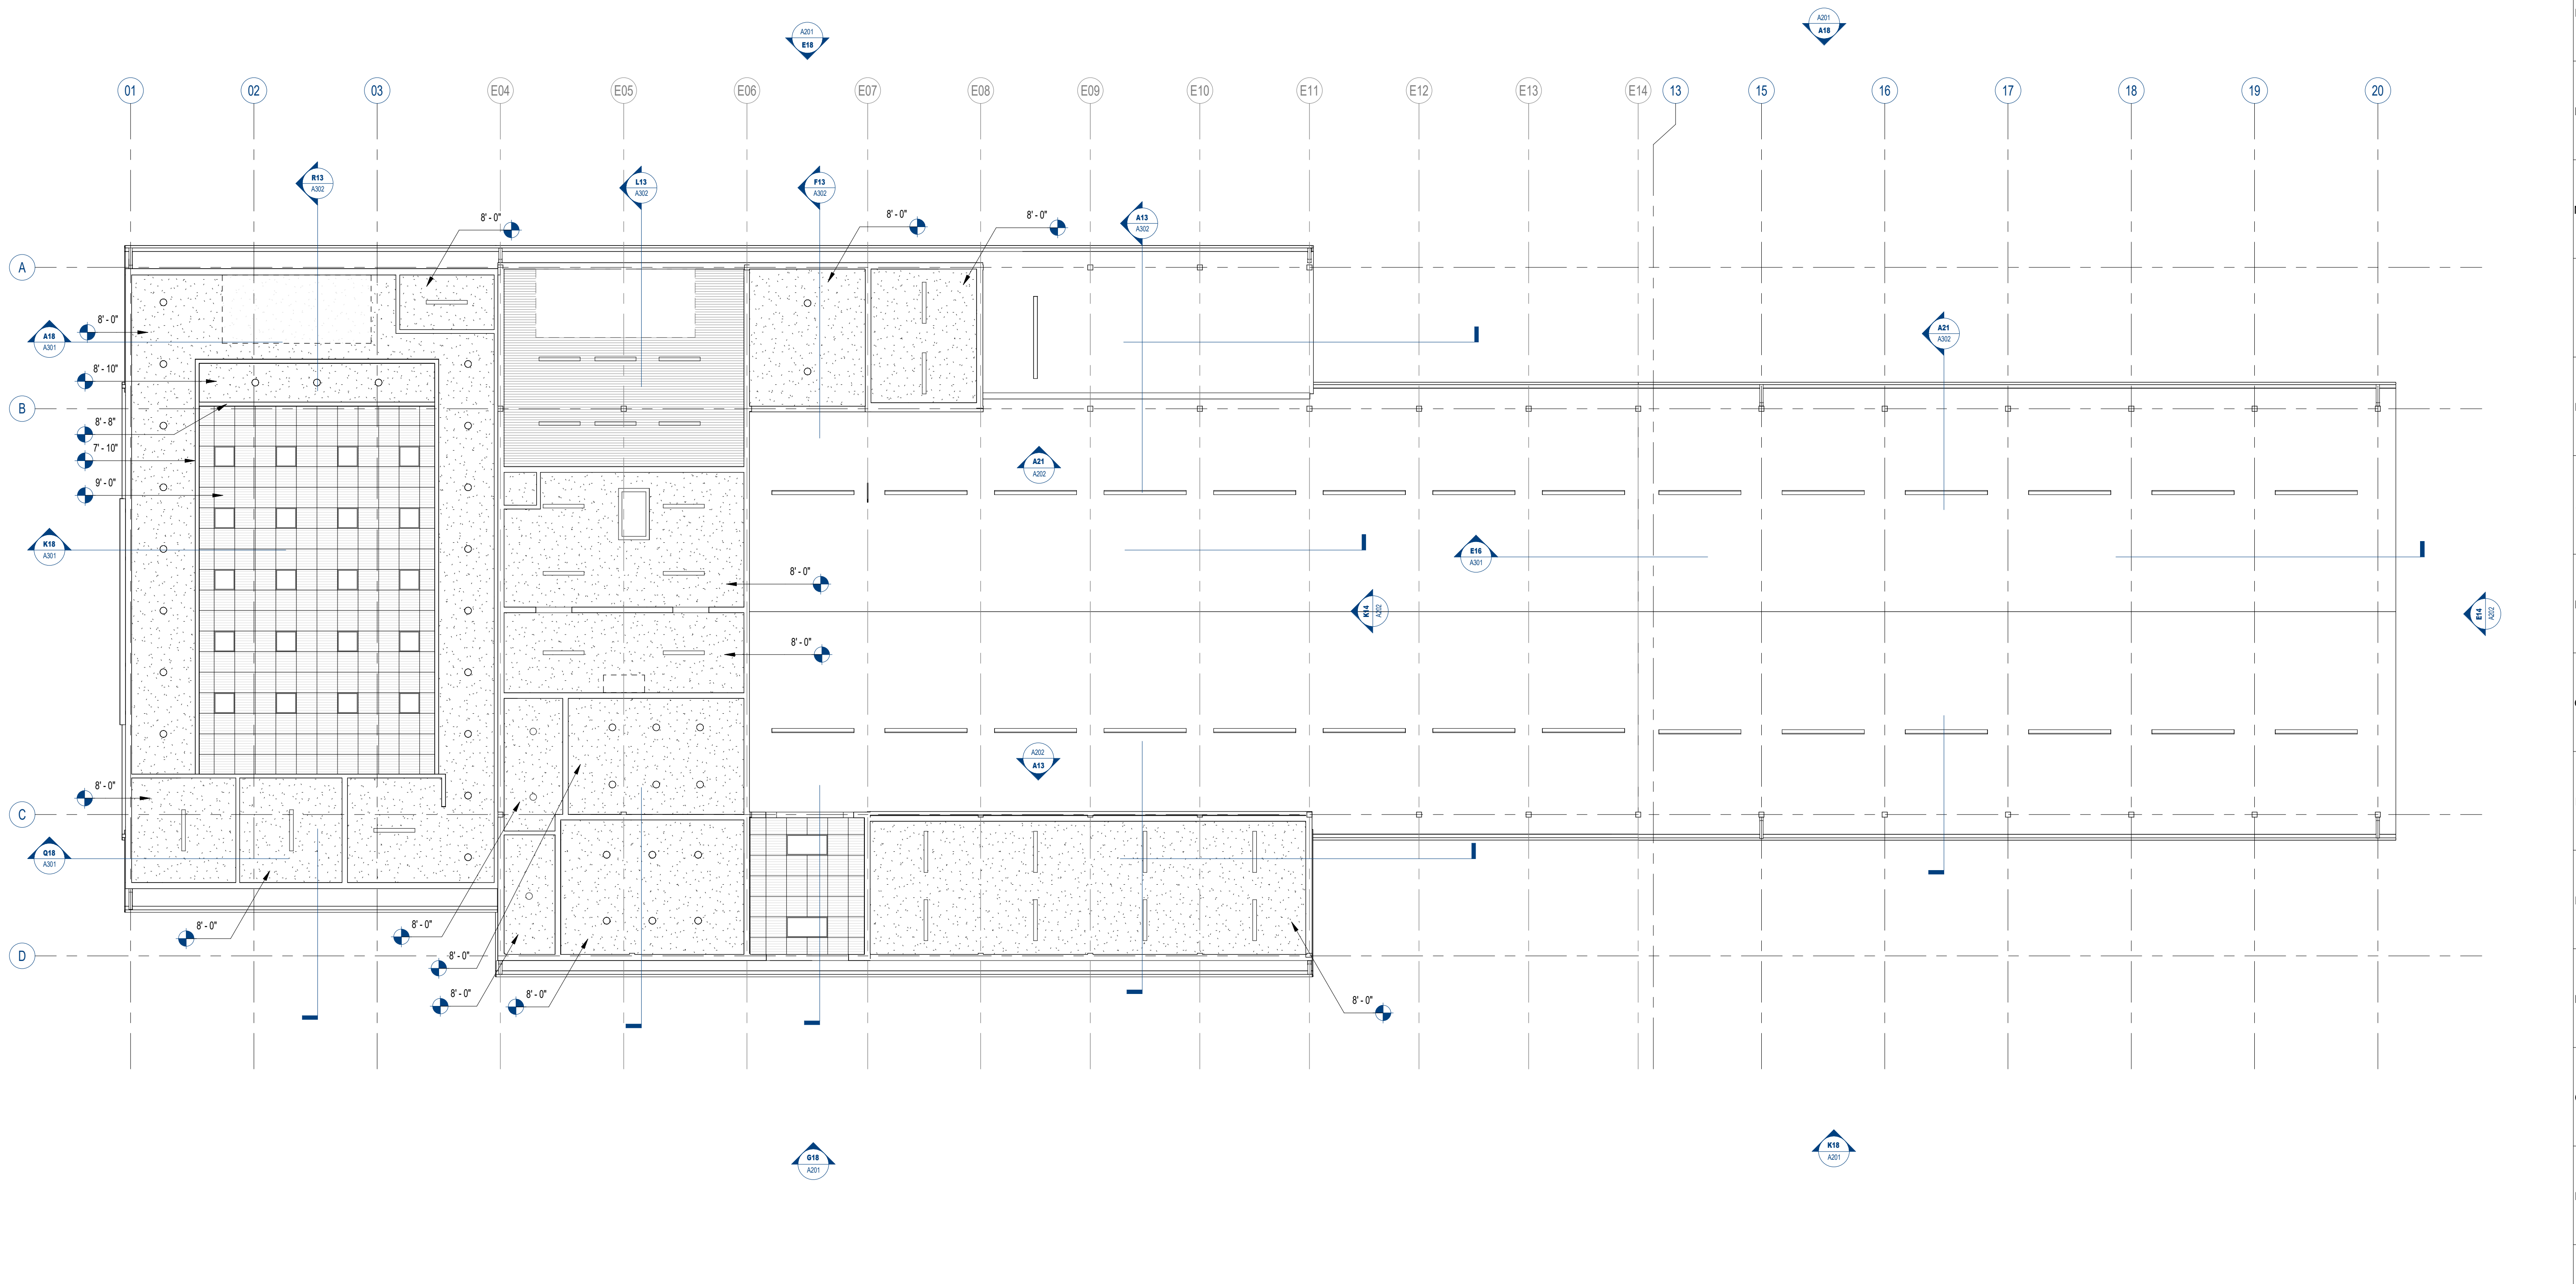 A201
E18
A201
A18
01 02 03 E04 E05 E06 E07 E08 E09 E10 E11 E12 E13 E14 13 15 16 17 18 19 20
R13
A302
L13
A302
F13
A302
A13
A302
8' - 0"
8' - 0"
8' - 0"
A
8' - 0"
A18
A301
A21
A302
8' - 10"
B
8' - 8"
7' - 10"
9' - 0"
A21
A202
K18
A301
E16
A301
8' - 0"
K14
A202
E14
A202
8' - 0"
A202
A13
8' - 0"
C
Q18
A301
8' - 0"
8' - 0"
8' - 0"
D
8' - 0"
8' - 0"
8' - 0"
G18
A201
K18
A201